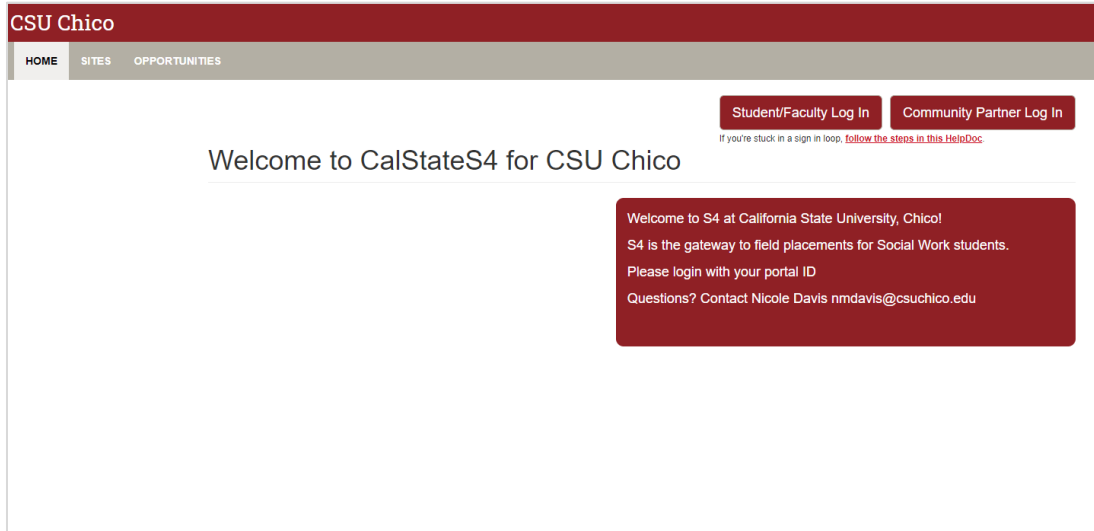 CSU Chico
HOME SITES OPPORTUNITIES
Student/Faculty Log In Community Partner Log In
If you're stuck in a sign in loop, follow the steps in this HelpDoc.
Welcome to CalStateS4 for CSU Chico
Welcome to S4 at California State University, Chico!
S4 is the gateway to field placements for Social Work students.
Please login with your portal ID
Questions? Contact Nicole Davis nmdavis@csuchico.edu